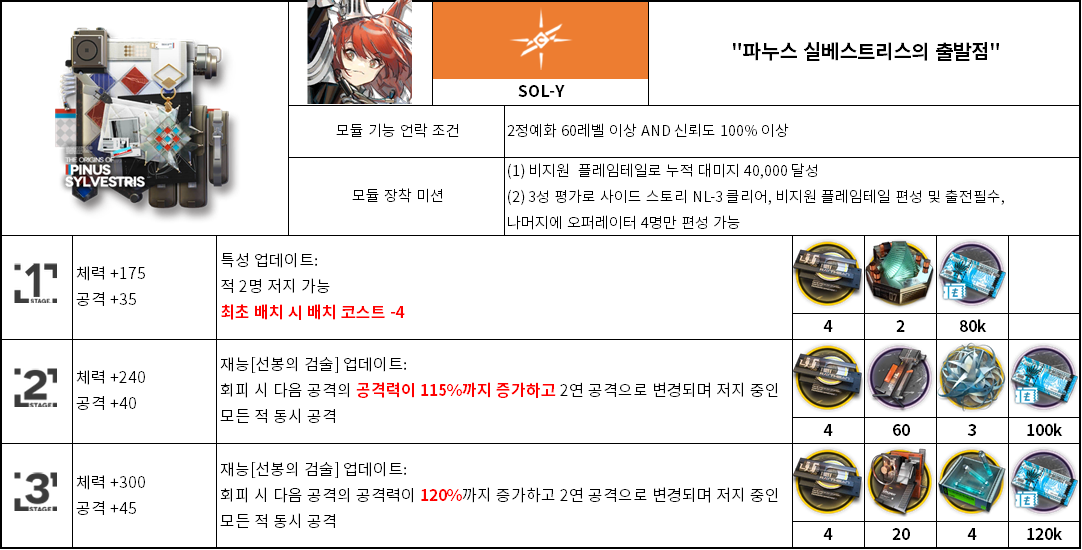 THE ORIGINS OF
PINUS
SYLVESTRIS
SOL-Y
"파누스 실베스트리스의 출발점"
모듈 기능 언락 조건
2정예화 60레벨 이상 AND 신뢰도 100% 이상
모듈 장착 미션
(1) 비지원 플레임테일로 누적 대미지 40,000 달성
(2) 3성 평가로 사이드 스토리 NL-3 클리어, 비지원 플레임테일 편성 및 출전필수,
나머지에 오퍼레이터 4명만 편성 가능
1
STAGE.
체력 +175
공격 +35
특성 업데이트:
적 2명 저지 가능
최초 배치 시 배치 코스트 -4
4
2
80k
2
STAGE.
체력 +240
공격 +40
재능[선봉의 검술] 업데이트:
회피 시 다음 공격의 공격력이 115%까지 증가하고 2연 공격으로 변경되며 저지 중인
모든 적 동시 공격
4
60
3
100k
3
STAGE.
체력 +300
공격 +45
재능[선봉의 검술] 업데이트:
회피 시 다음 공격의 공격력이 120%까지 증가하고 2연 공격으로 변경되며 저지 중인
모든 적 동시 공격
4
20
4
120k